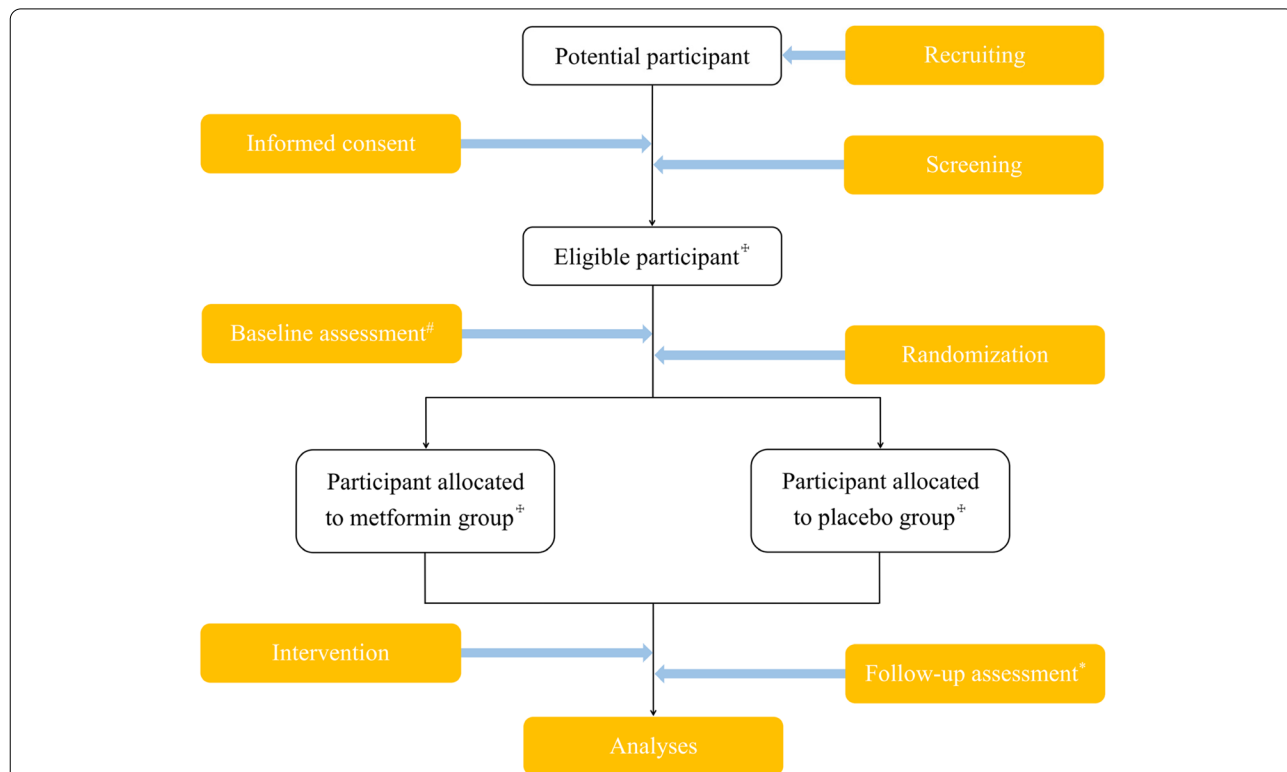 Potential participant
Recruiting
Informed consent
Screening
Eligible participant⌖
Baseline assessment#
Randomization
Participant allocated
to metformin group⌖
Participant allocated
to placebo group⌖
Intervention
Follow-up assessment*
Analyses